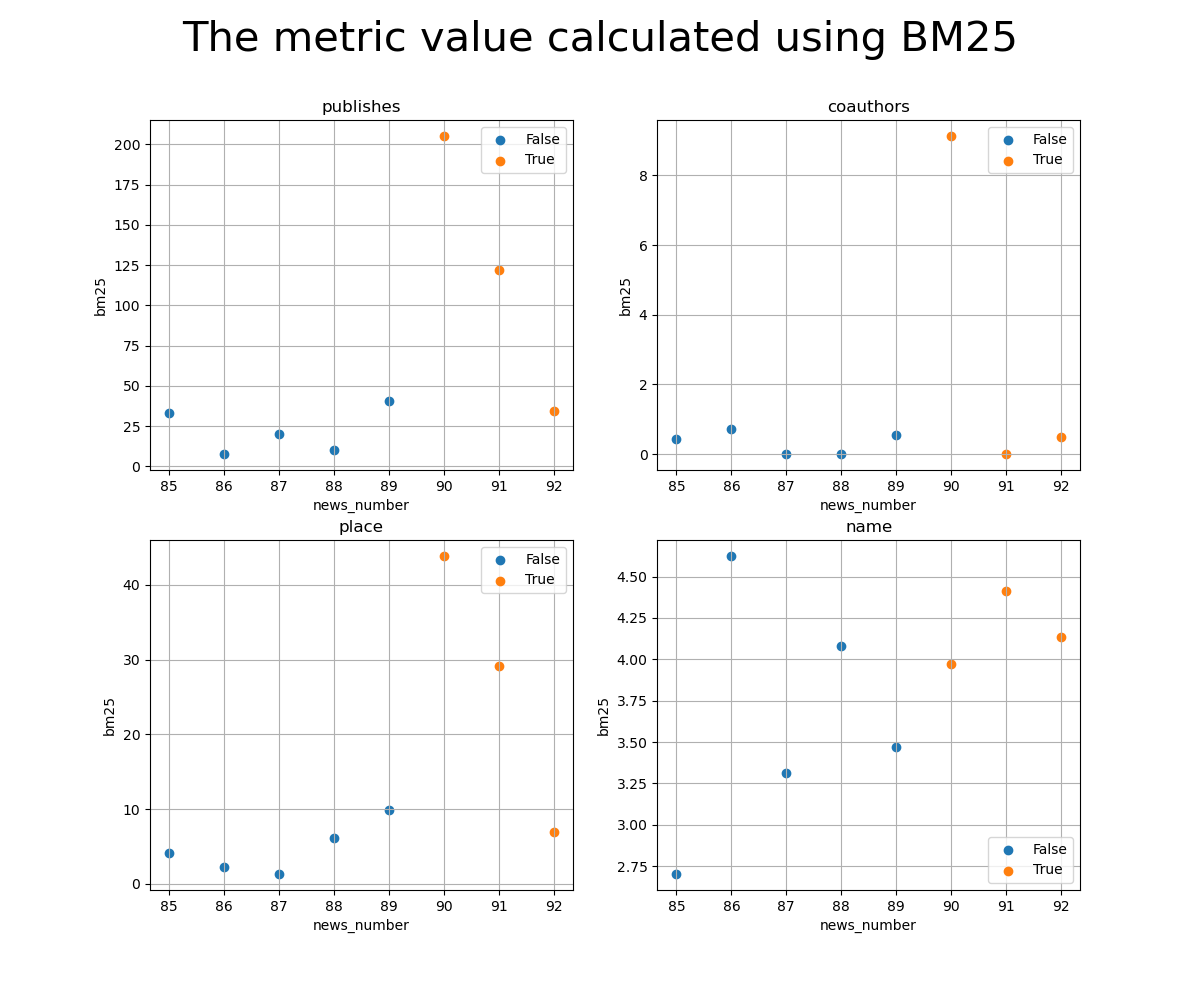 The metric value calculated using BM25
publishes
False
True
200
175
150
125
100
75
50
25
0
bm25
85 86 87 88 89 90 91 92
news_number
coauthors
False
True
8
6
4
2
0
bm25
85 86 87 88 89 90 91 92
news_number
place
False
True
40
30
20
10
0
bm25
85 86 87 88 89 90 91 92
news_number
name
4.50
4.25
4.00
3.75
3.50
3.25
3.00
2.75
bm25
False
True
85 86 87 88 89 90 91 92
news_number